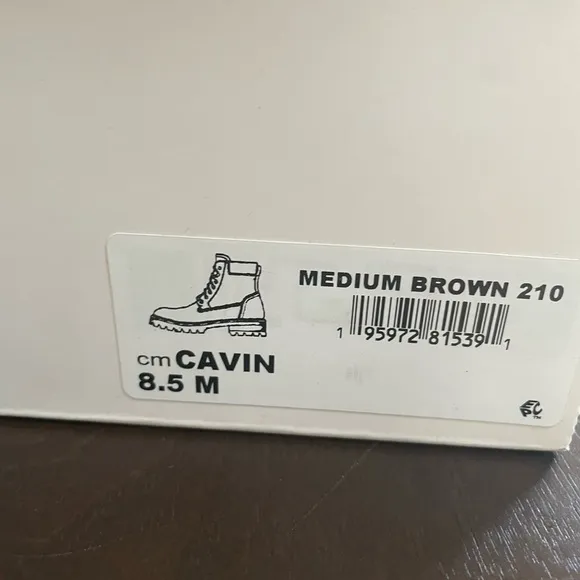 MEDIUM BROWN 210
1 95972 81539 1
cm CAVIN
8.5 M